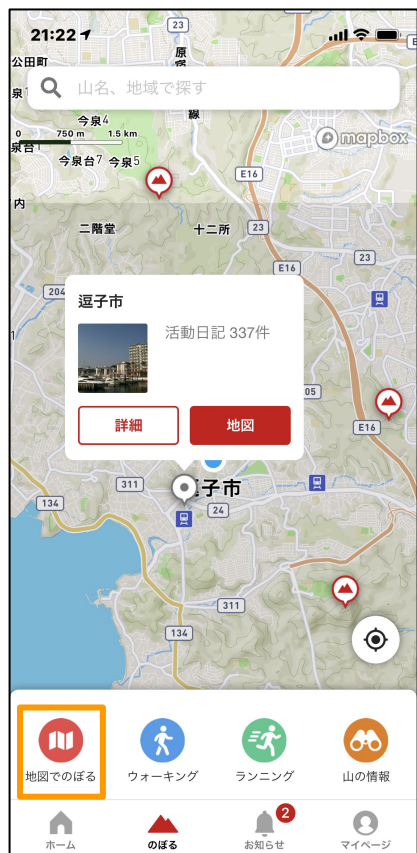 21:22
23
原
公田町
泉
山名、地域で探す
今泉4
線
0 750 m 1.5 km
mapbox
泉台
今泉台7 今泉5
E16
内
二階堂
十二所 23
23
E16
204
逗子市
活動日記 337件
05
詳細 地図
E16
311
子市
134
24
311
134
地図でのぼる ウォーキング ランニング 山の情報
2
ホーム のぼる お知らせ マイページ